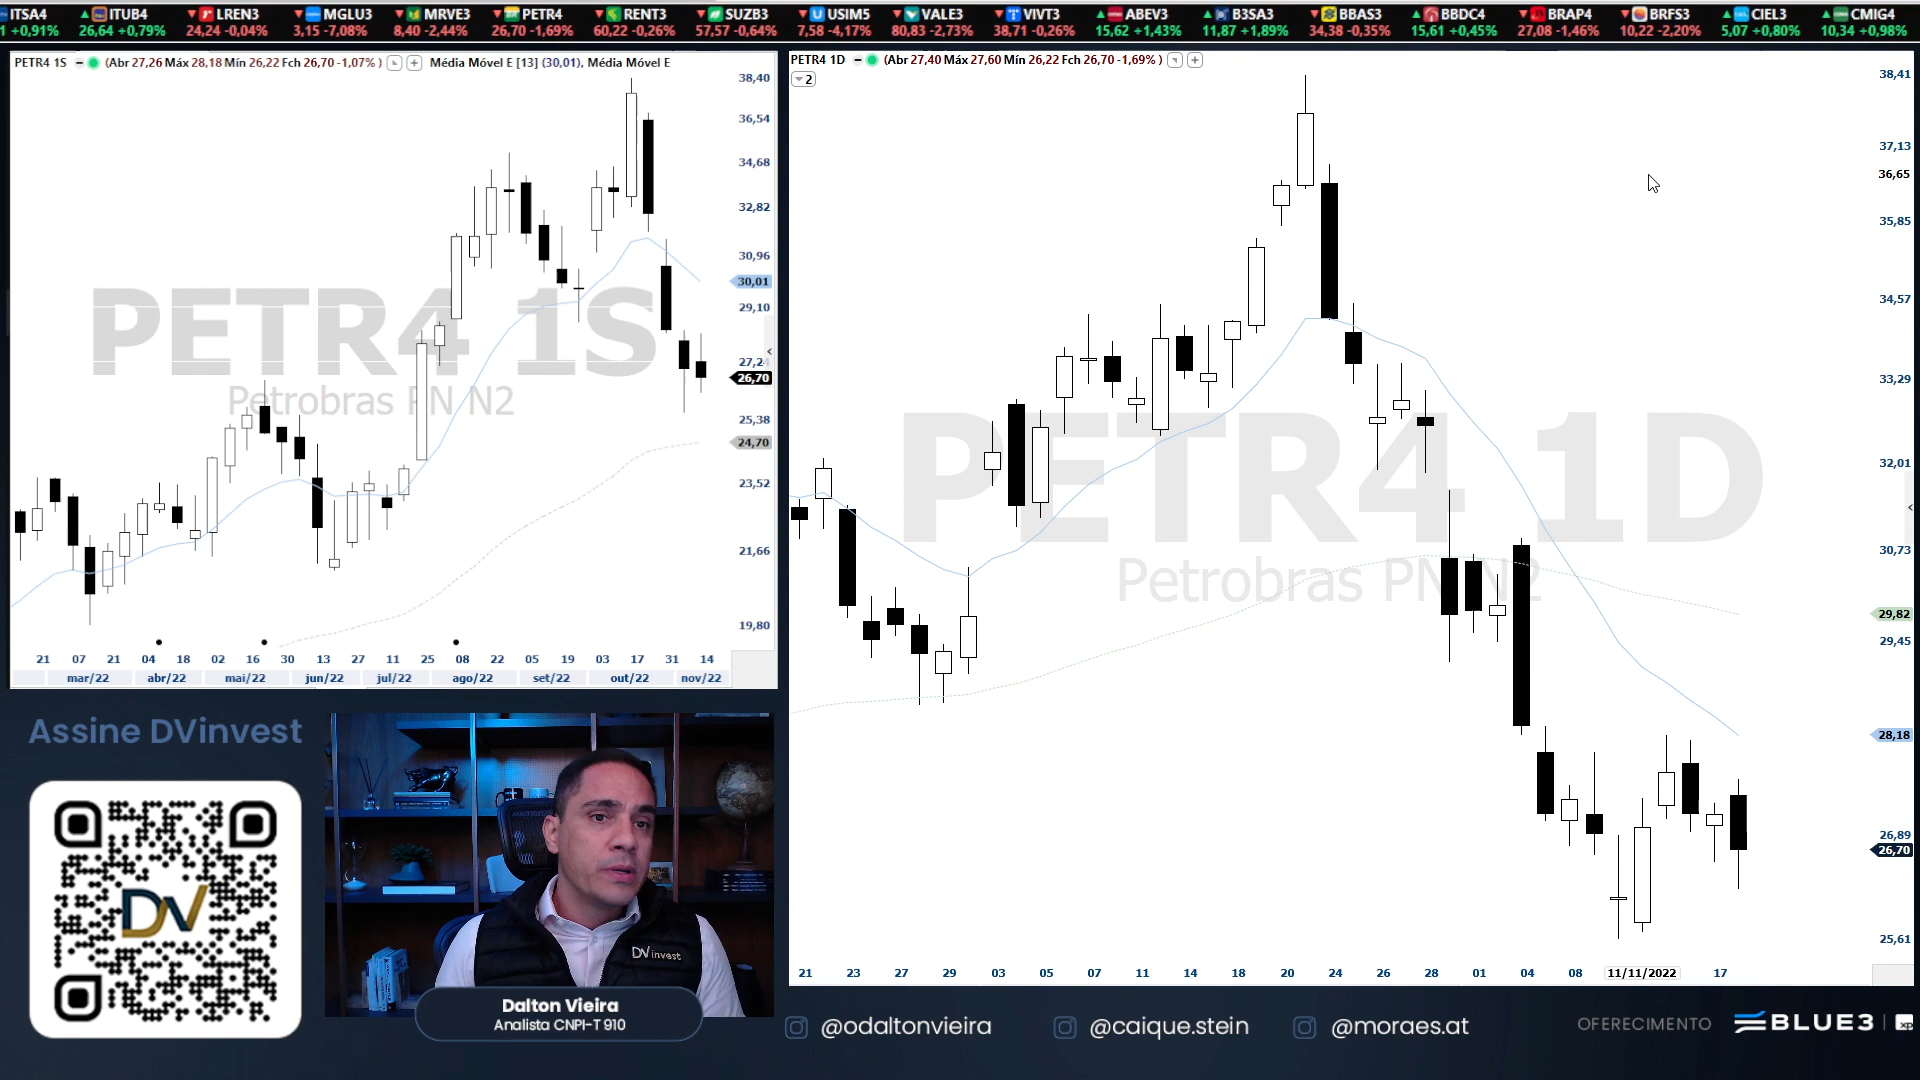 ITSA4 ITUB4 LREN3 MGLU3 MRVE3 PETR4 RENT3 SUZB3 USIM5 VALE3 VIVT3 ABEV3 B3SA3 BBAS3 BBDC4 BRAP4 BRFS3 CIEL3 CMIG4
1 +0,91% 26,64 +0,79% 24,24 -0,04% 3,15 -7,08% 8,40 -2,44% 26,70 -1,69% 60,22 -0,26% 57,57 -0,64% 7,58 -4,17% 80,83 -2,73% 38,71 -0,26% 15,62 +1,43% 11,87 +1,89% 34,38 -0,35% 15,61 +0,45% 27,08 -1,46% 10,22 -2,20% 5,07 +0,80% 10,34 +0,98%
PETR4 1S (Abr 27,26 Máx 28,18 Mín 26,22 Fch 26,70 -1,07% ) Média Móvel E [13] (30,01), Média Móvel E
38,40
36,54
34,68
32,82
30,96
30,01
29,10
27,24
26,70
25,38
24,70
23,52
21,66
19,80
PETR4 1S
Petrobras PN N2
21 07 21 04 18 02 16 30 13 27 11 25 08 22 05 19 03 17 31 14
mar/22 abr/22 mai/22 jun/22 jul/22 ago/22 set/22 out/22 nov/22
PETR4 1D (Abr 27,40 Máx 27,60 Mín 26,22 Fch 26,70 -1,69% )
2
38,41
37,13
36,65
35,85
34,57
33,29
32,01
30,73
29,82
29,45
28,18
26,89
26,70
25,61
PETR4 1D
Petrobras PN N2
21 23 27 29 03 05 07 11 14 18 20 24 26 28 01 04 08 11/11/2022 17
Assine DVinvest
DV
DVinvest
Dalton Vieira
Analista CNPI-T 910
@odaltonvieira @caique.stein @moraes.at
OFERECIMENTO BLUE3 xp